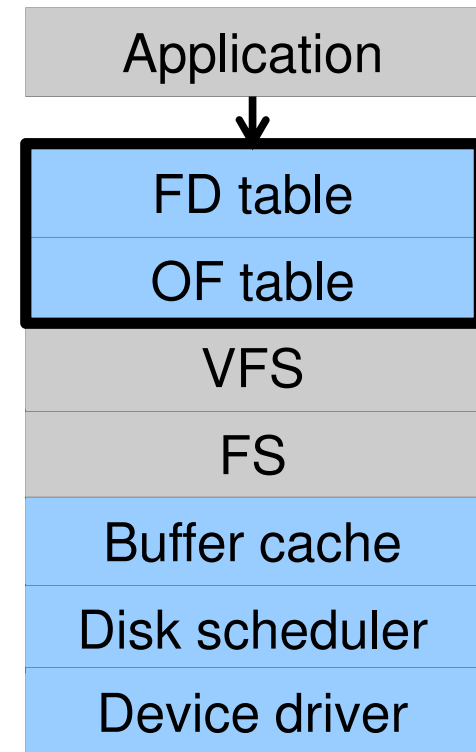 Application
FD table
OF table
VFS
FS
Buffer cache
Disk scheduler
Device driver